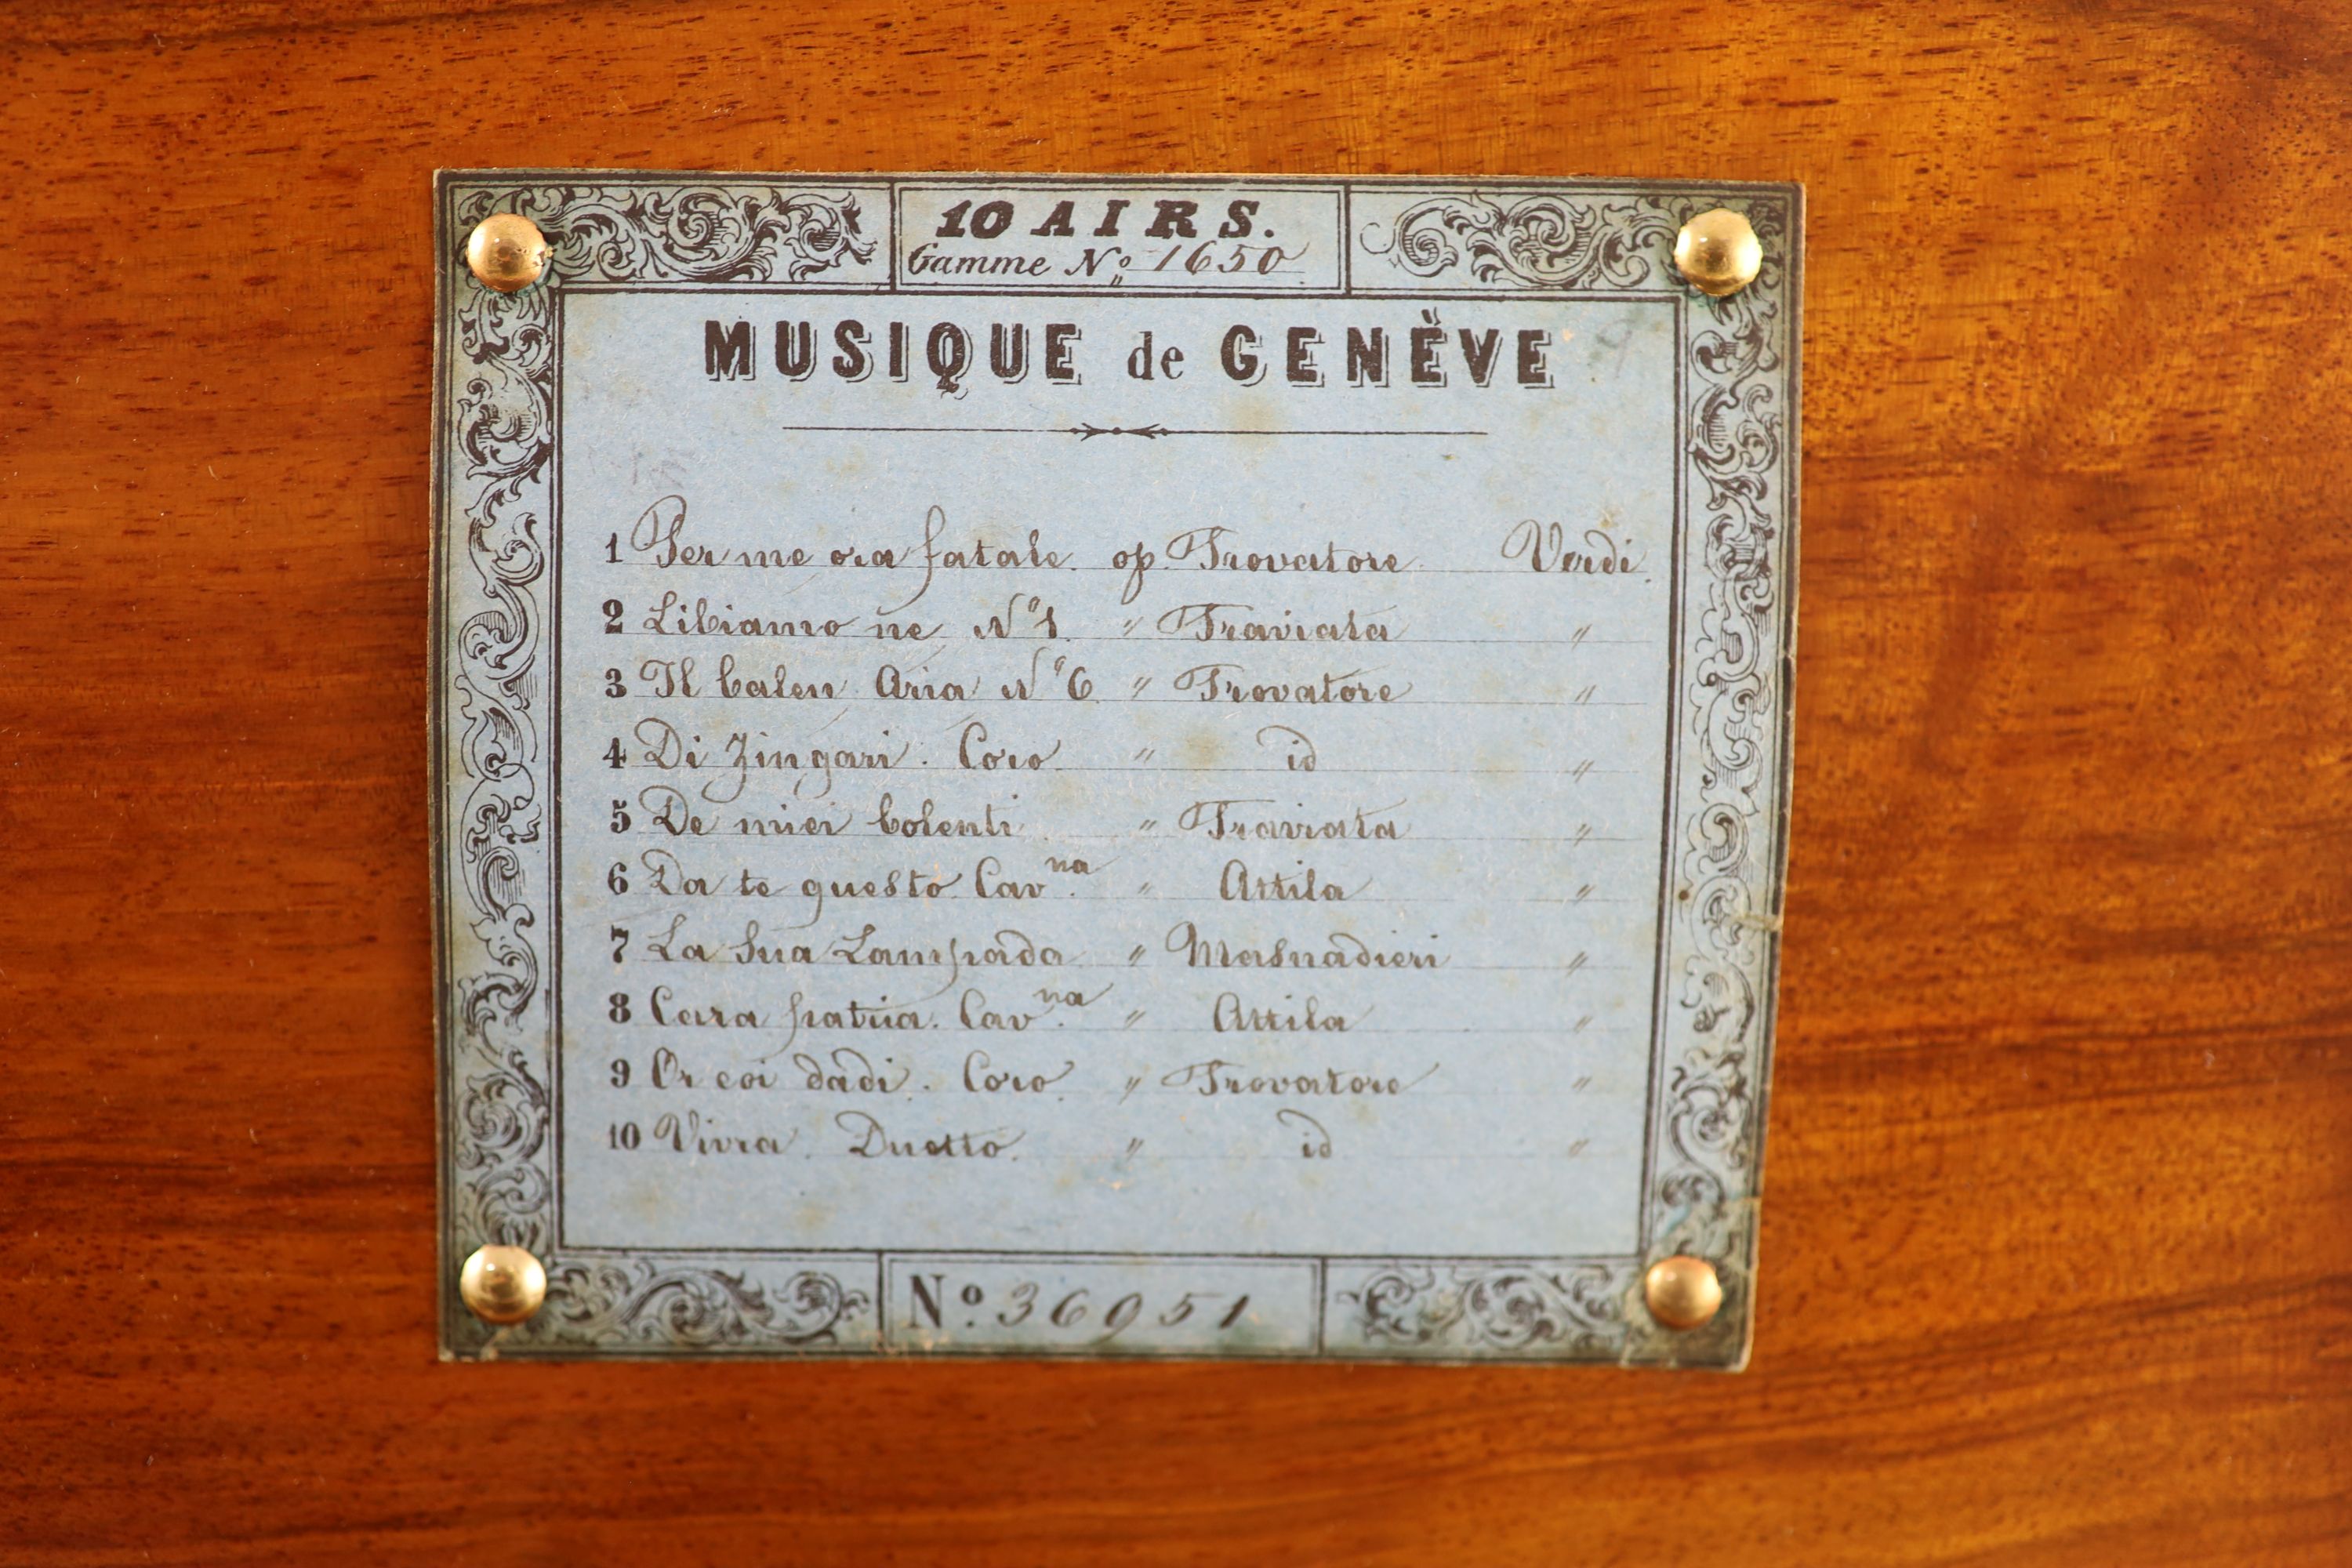 10 AIRS.
Gamme No 1650
MUSIQUE de GENÈVE
1 Per me ora fatale. op. Trovatore. Verdi.
2 Libiamo ne No 1. " Traviata "
3 Il balen Aria No 6. " Trovatore "
4 Di Zingari. Coro " id "
5 De miei bolenti. " Traviata "
6 Da te questo Cavna. " Attila "
7 La Sua Lampada " Masnadieri "
8 Cara patria. Cavna. " Attila "
9 Or coi dadi. Coro. " Trovatore "
10 Vivra. Duetto. " id "
No. 36951